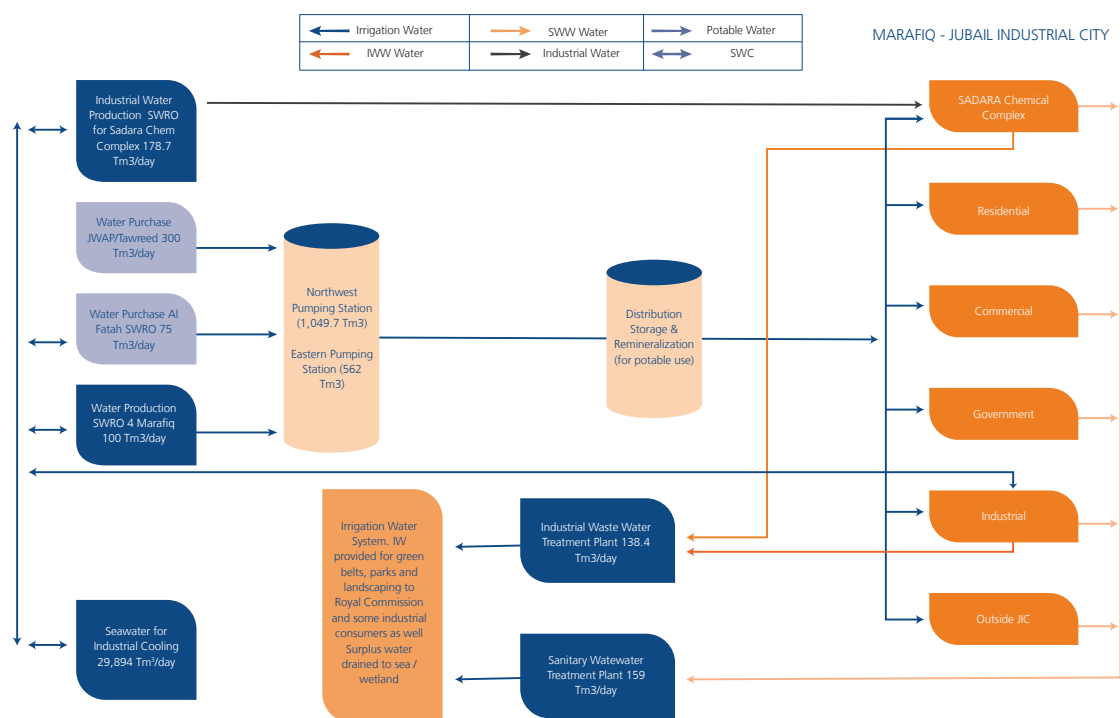 Irrigation Water
SWW Water
Potable Water
IWW Water
Industrial Water
SWC
MARAFIQ - JUBAIL INDUSTRIAL CITY
Industrial Water
Production SWRO
for Sadara Chem
Complex 178.7
Tm3/day
Water Purchase
JWAP/Tawreed 300
Tm3/day
Water Purchase Al
Fatah SWRO 75
Tm3/day
Water Production
SWRO 4 Marafiq
100 Tm3/day
Seawater for
Industrial Cooling
29,894 Tm³/day
Northwest
Pumping Station
(1,049.7 Tm3)
Eastern Pumping
Station (562
Tm3)
Distribution
Storage &
Remineralization
(for potable use)
Irrigation Water
System. IW
provided for green
belts, parks and
landscaping to
Royal Commission
and some industrial
consumers as well
Surplus water
drained to sea /
wetland
Industrial Waste Water
Treatment Plant 138.4
Tm3/day
Sanitary Watewater
Treatment Plant 159
Tm3/day
SADARA Chemical
Complex
Residential
Commercial
Government
Industrial
Outside JIC